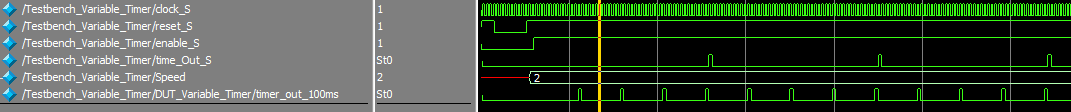 /Testbench_Variable_Timer/clock_S 1
/Testbench_Variable_Timer/reset_S 1
/Testbench_Variable_Timer/enable_S 1
/Testbench_Variable_Timer/time_Out_S St0
/Testbench_Variable_Timer/Speed 2 2
/Testbench_Variable_Timer/DUT_Variable_Timer/timer_out_100ms St0